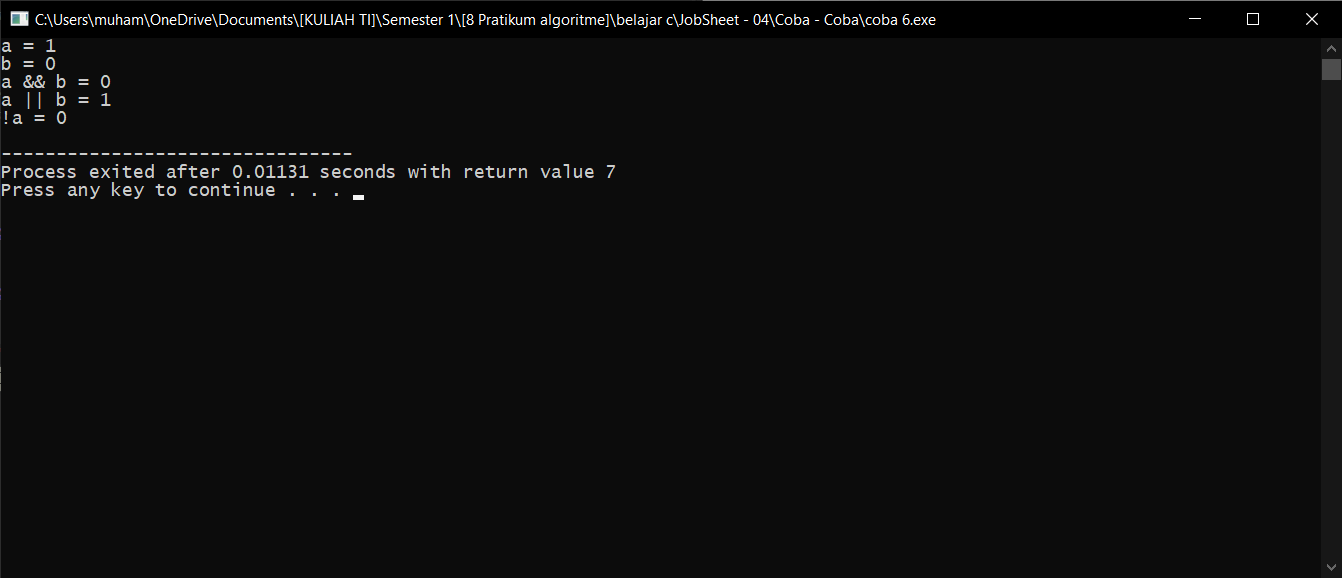 C:\Users\muham\OneDrive\Documents\[KULIAH TI]\Semester 1\[8 Pratikum algoritme]\belajar c\JobSheet - 04\Coba - Coba\coba 6.exe
a = 1
b = 0
a && b = 0
a || b = 1
!a = 0
--------------------------------
Process exited after 0.01131 seconds with return value 7
Press any key to continue . . .